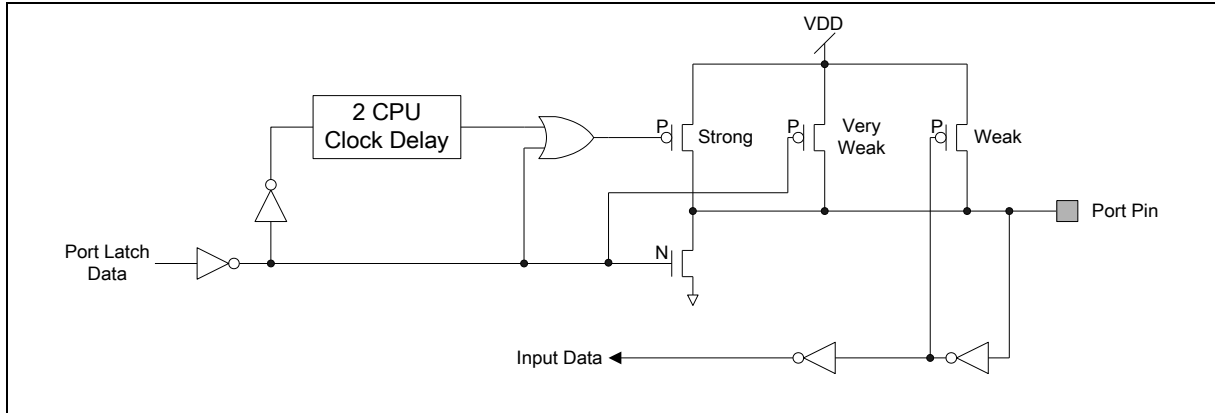 VDD
2 CPU
Clock Delay
P
Strong
P
Very
Weak
P
Weak
Port Pin
Port Latch
Data
N
Input Data